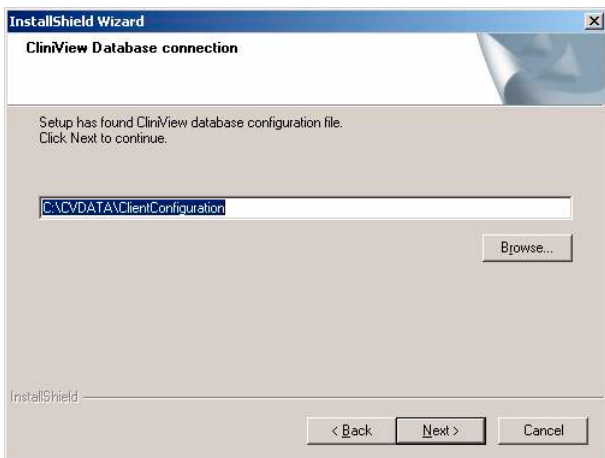 InstallShield Wizard
CliniView Database connection
Setup has found CliniView database configuration file.
Click Next to continue.
C:\CVDATA\ClientConfiguration
Browse...
InstallShield
< Back
Next >
Cancel